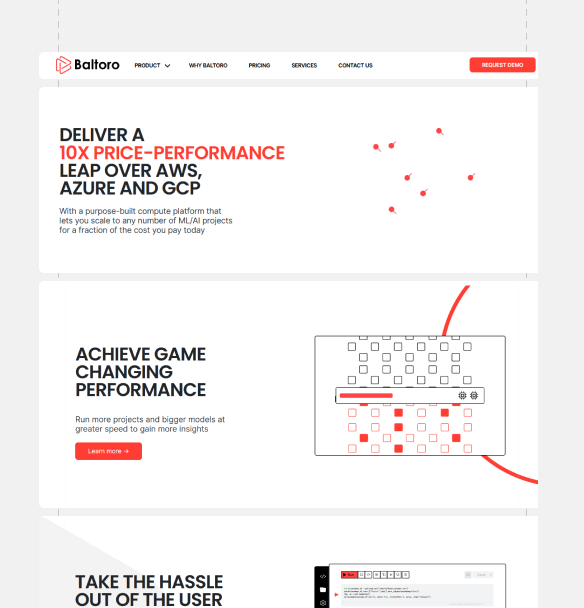 Baltoro
PRODUCT
WHY BALTORO
PRICING
SERVICES
CONTACT US
REQUEST DEMO
DELIVER A
10X PRICE-PERFORMANCE
LEAP OVER AWS,
AZURE AND GCP
With a purpose-built compute platform that
lets you scale to any number of ML/AI projects
for a fraction of the cost you pay today
ACHIEVE GAME
CHANGING
PERFORMANCE
Run more projects and bigger models at
greater speed to gain more insights
Learn more →
TAKE THE HASSLE
OUT OF THE USER
Run